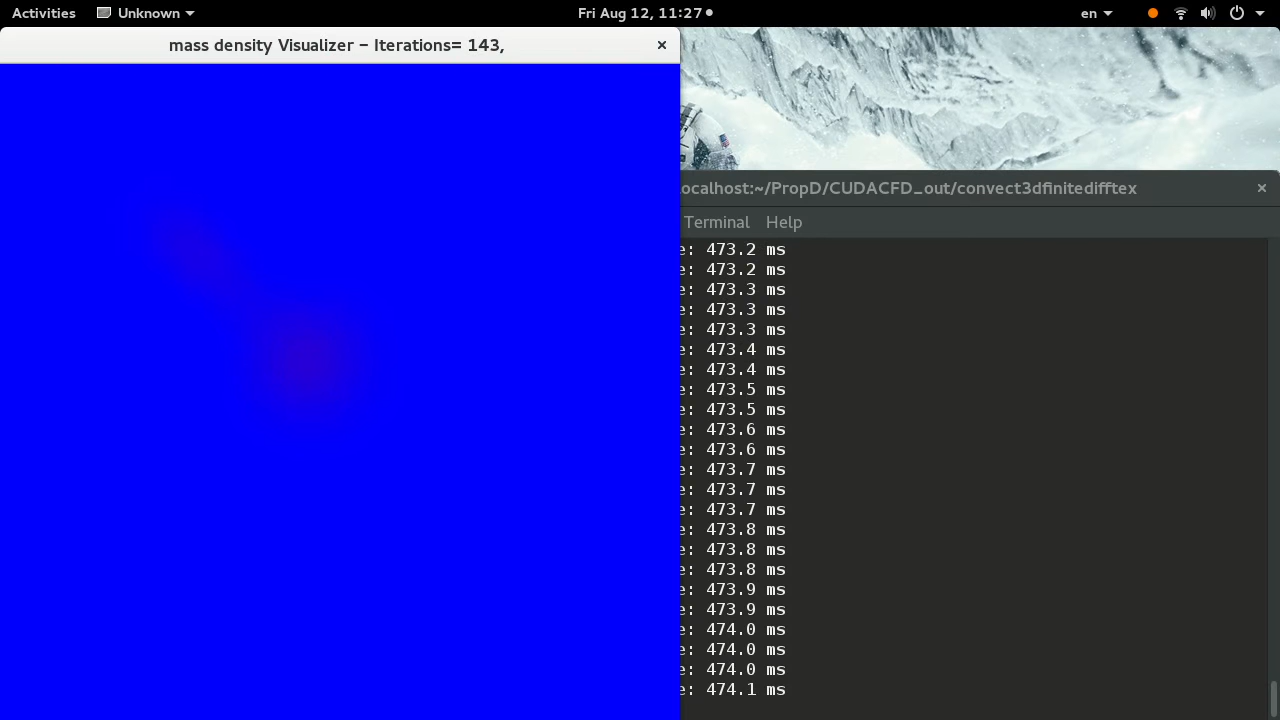 Activities Unknown Fri Aug 12, 11:27 en
mass density Visualizer – Iterations= 143, ×
ocalhost:~/PropD/CUDACFD_out/convect3dfinitedifftex ×
Terminal Help
e: 473.2 ms
e: 473.2 ms
e: 473.3 ms
e: 473.3 ms
e: 473.3 ms
e: 473.4 ms
e: 473.4 ms
e: 473.5 ms
e: 473.5 ms
e: 473.6 ms
e: 473.6 ms
e: 473.7 ms
e: 473.7 ms
e: 473.7 ms
e: 473.8 ms
e: 473.8 ms
e: 473.8 ms
e: 473.9 ms
e: 473.9 ms
e: 474.0 ms
e: 474.0 ms
e: 474.0 ms
e: 474.1 ms